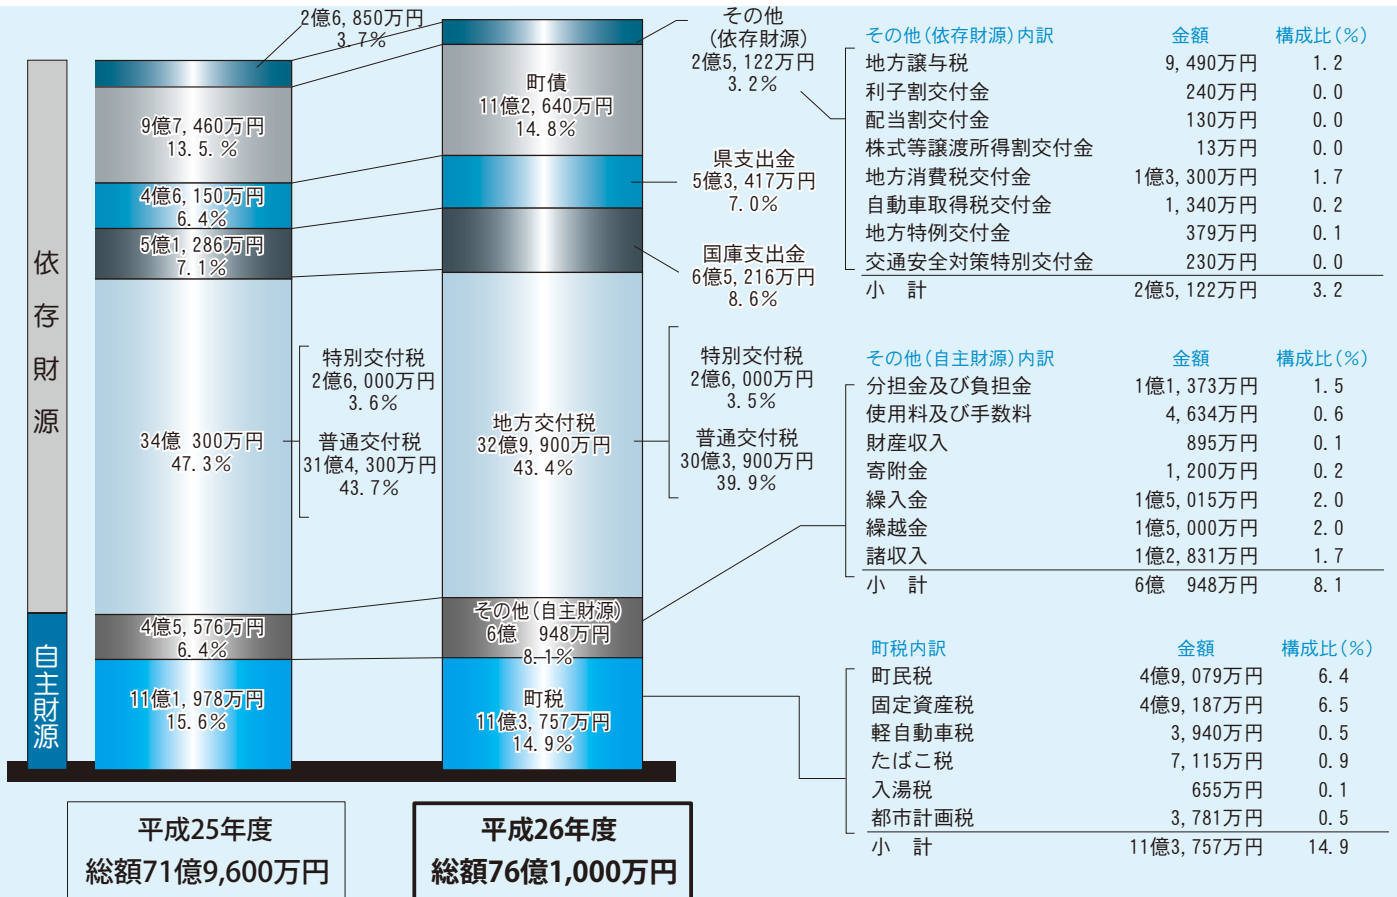 依存財源
自主財源
2億6,850万円
3.7%
9億7,460万円
13.5.%
4億6,150万円
6.4%
5億1,286万円
7.1%
34億 300万円
47.3%
特別交付税
2億6,000万円
3.6%
普通交付税
31億4,300万円
43.7%
4億5,576万円
6.4%
11億1,978万円
15.6%
平成25年度
総額71億9,600万円
その他
(依存財源)
2億5,122万円
3.2%
町債
11億2,640万円
14.8%
県支出金
5億3,417万円
7.0%
国庫支出金
6億5,216万円
8.6%
地方交付税
32億9,900万円
43.4%
特別交付税
2億6,000万円
3.5%
普通交付税
30億3,900万円
39.9%
その他(自主財源)
6億 948万円
8.1%
町税
11億3,757万円
14.9%
平成26年度
総額76億1,000万円
その他(依存財源)内訳 金額 構成比(%)
地方譲与税 9,490万円 1.2
利子割交付金 240万円 0.0
配当割交付金 130万円 0.0
株式等譲渡所得割交付金 13万円 0.0
地方消費税交付金 1億3,300万円 1.7
自動車取得税交付金 1,340万円 0.2
地方特例交付金 379万円 0.1
交通安全対策特別交付金 230万円 0.0
小 計 2億5,122万円 3.2
その他(自主財源)内訳 金額 構成比(%)
分担金及び負担金 1億1,373万円 1.5
使用料及び手数料 4,634万円 0.6
財産収入 895万円 0.1
寄附金 1,200万円 0.2
繰入金 1億5,015万円 2.0
繰越金 1億5,000万円 2.0
諸収入 1億2,831万円 1.7
小 計 6億 948万円 8.1
町税内訳 金額 構成比(%)
町民税 4億9,079万円 6.4
固定資産税 4億9,187万円 6.5
軽自動車税 3,940万円 0.5
たばこ税 7,115万円 0.9
入湯税 655万円 0.1
都市計画税 3,781万円 0.5
小 計 11億3,757万円 14.9